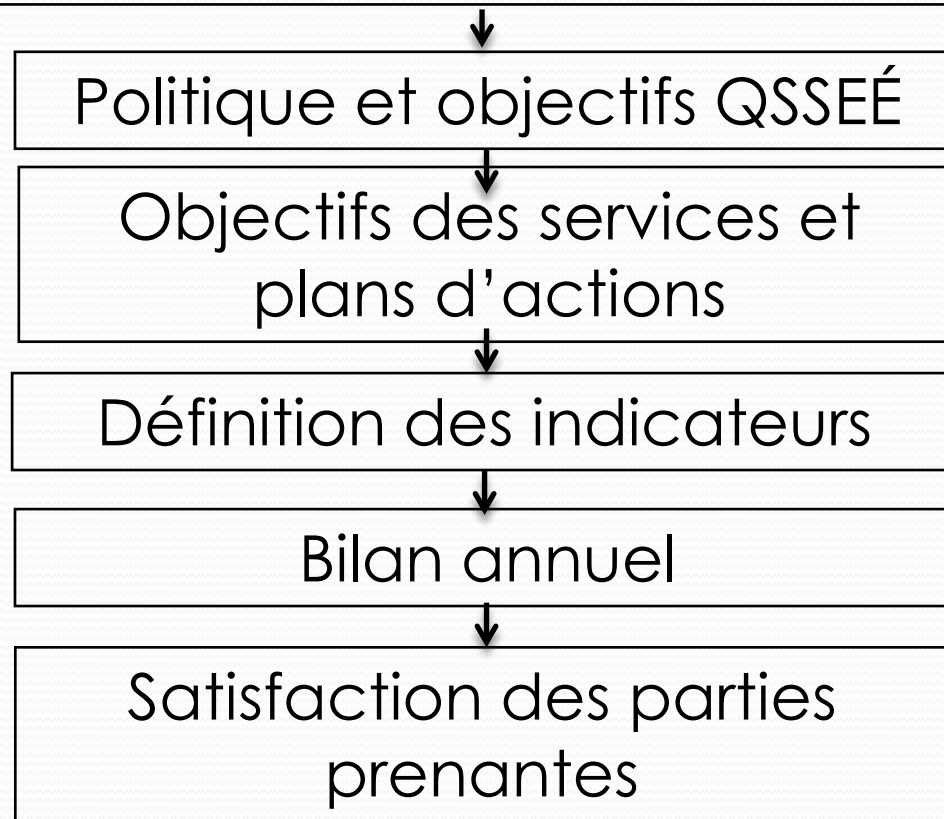 Politique et objectifs QSSEÉ
Objectifs des services et
plans d’actions
Définition des indicateurs
Bilan annuel
Satisfaction des parties
prenantes